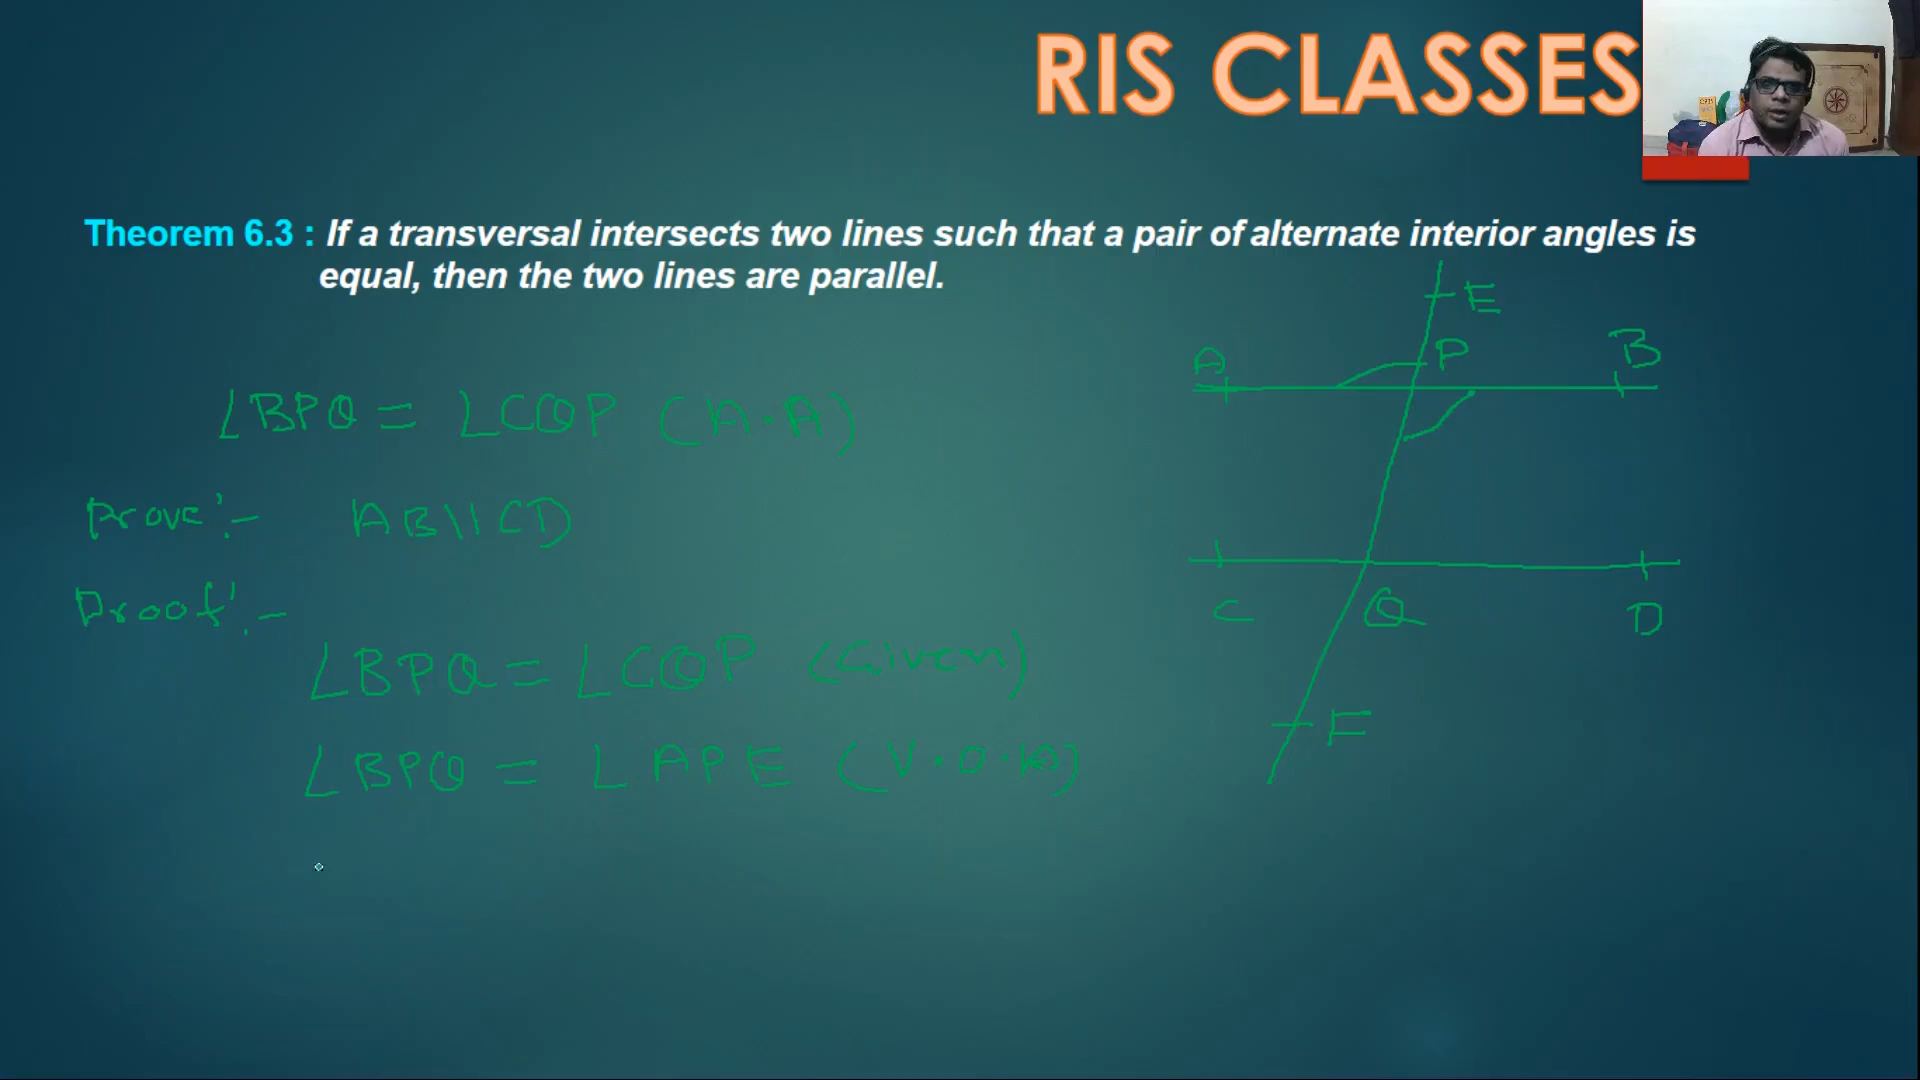 RIS CLASSES
Theorem 6.3 : If a transversal intersects two lines such that a pair of alternate interior angles is
equal, then the two lines are parallel.
E
A
P
B
∠BPQ = ∠CQP (A.A)
Prove:- AB\\CD
C
Q
D
Proof:-
∠BPQ = ∠CQP (Given)
F
∠BPQ = ∠APE (V.O.A)